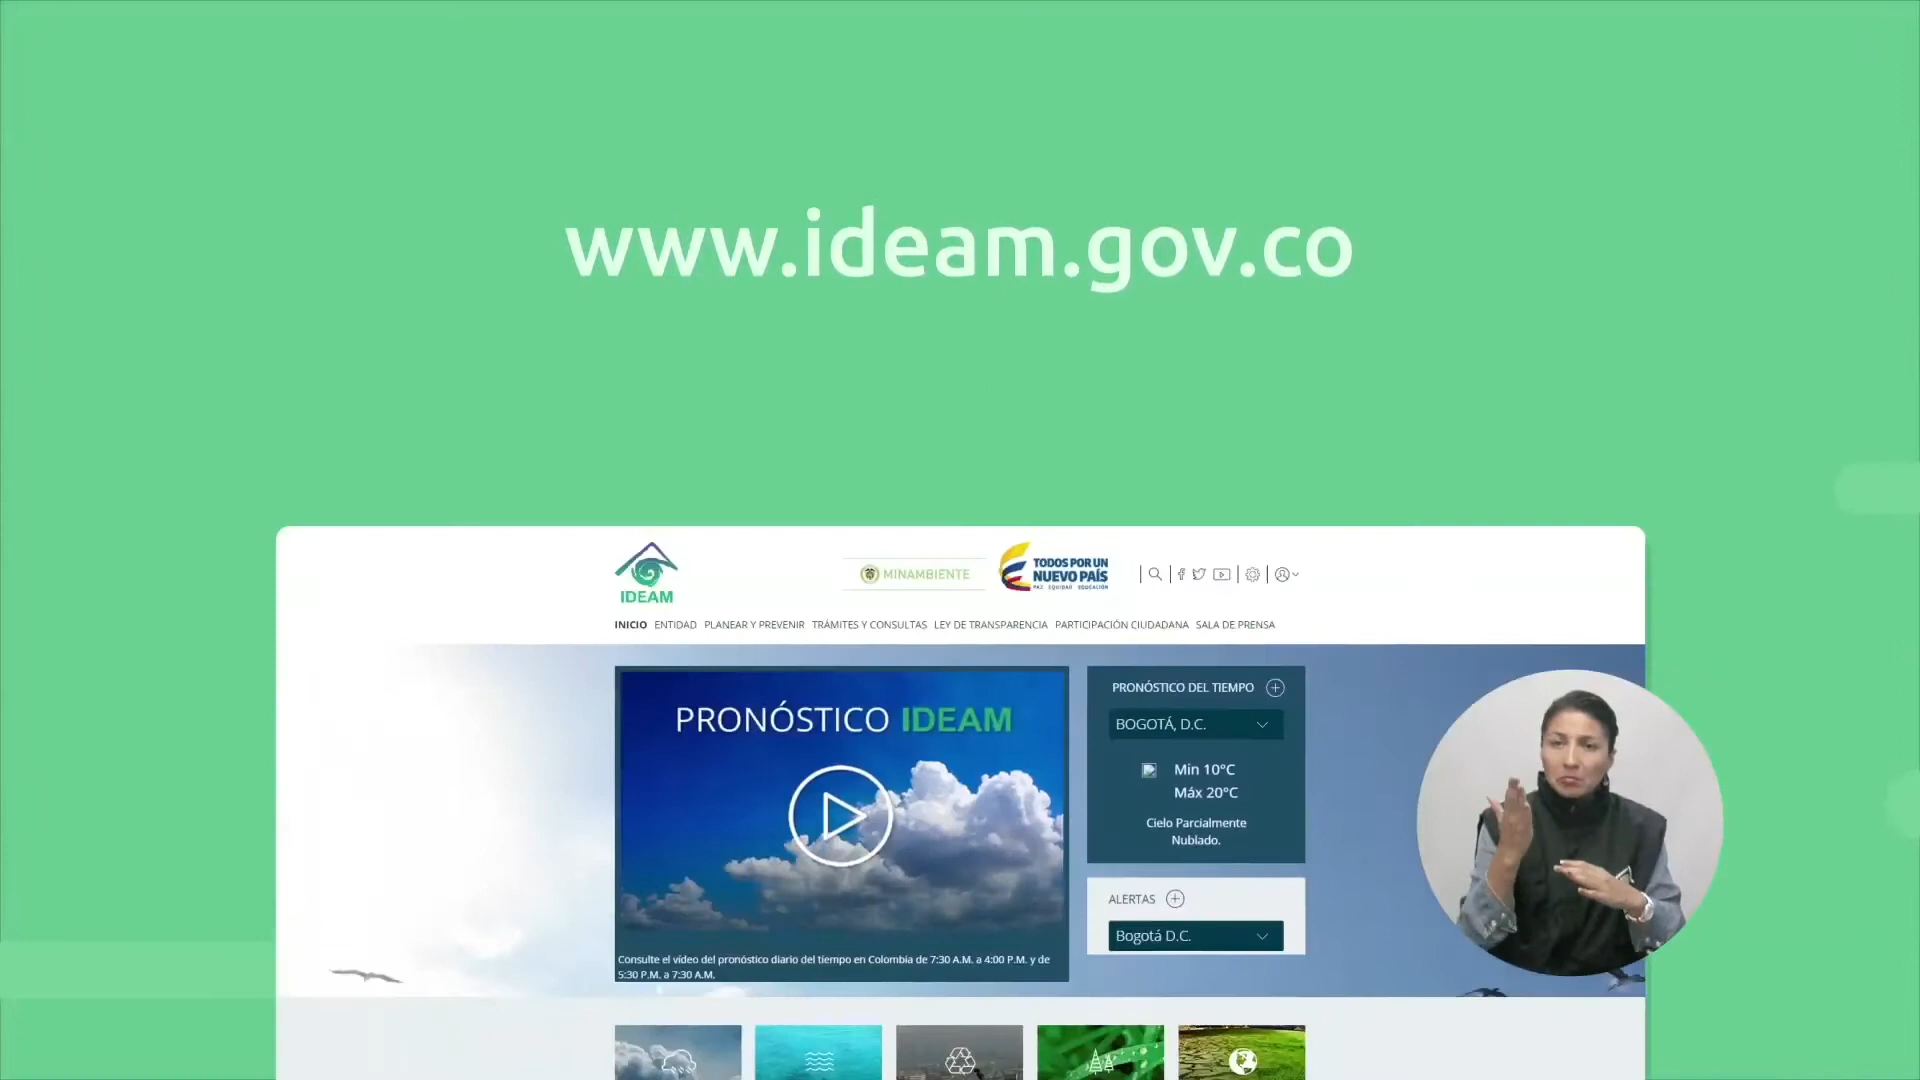 www.ideam.gov.co
IDEAM
MINAMBIENTE
TODOS POR UN
NUEVO PAÍS
PAZ EQUIDAD EDUCACIÓN
INICIO ENTIDAD PLANEAR Y PREVENIR TRÁMITES Y CONSULTAS LEY DE TRANSPARENCIA PARTICIPACIÓN CIUDADANA SALA DE PRENSA
PRONÓSTICO IDEAM
Consulte el vídeo del pronóstico diario del tiempo en Colombia de 7:30 A.M. a 4:00 P.M. y de
5:30 P.M. a 7:30 A.M.
PRONÓSTICO DEL TIEMPO
BOGOTÁ, D.C.
Min 10°C
Máx 20°C
Cielo Parcialmente
Nublado.
ALERTAS
Bogotá D.C.